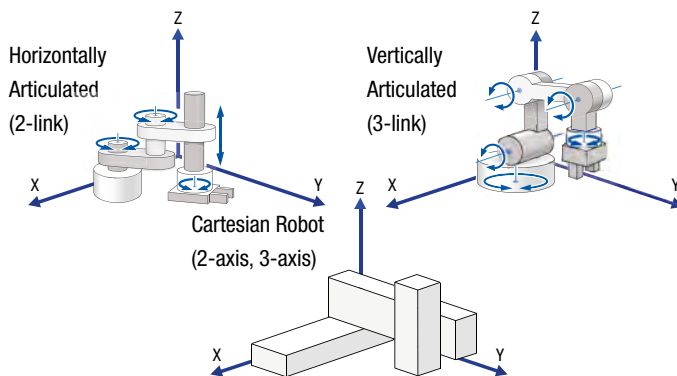 Horizontally
Articulated
(2-link)
Z
X
Y
Vertically
Articulated
(3-link)
Z
X
Y
Cartesian Robot
(2-axis, 3-axis)
Z
X
Y